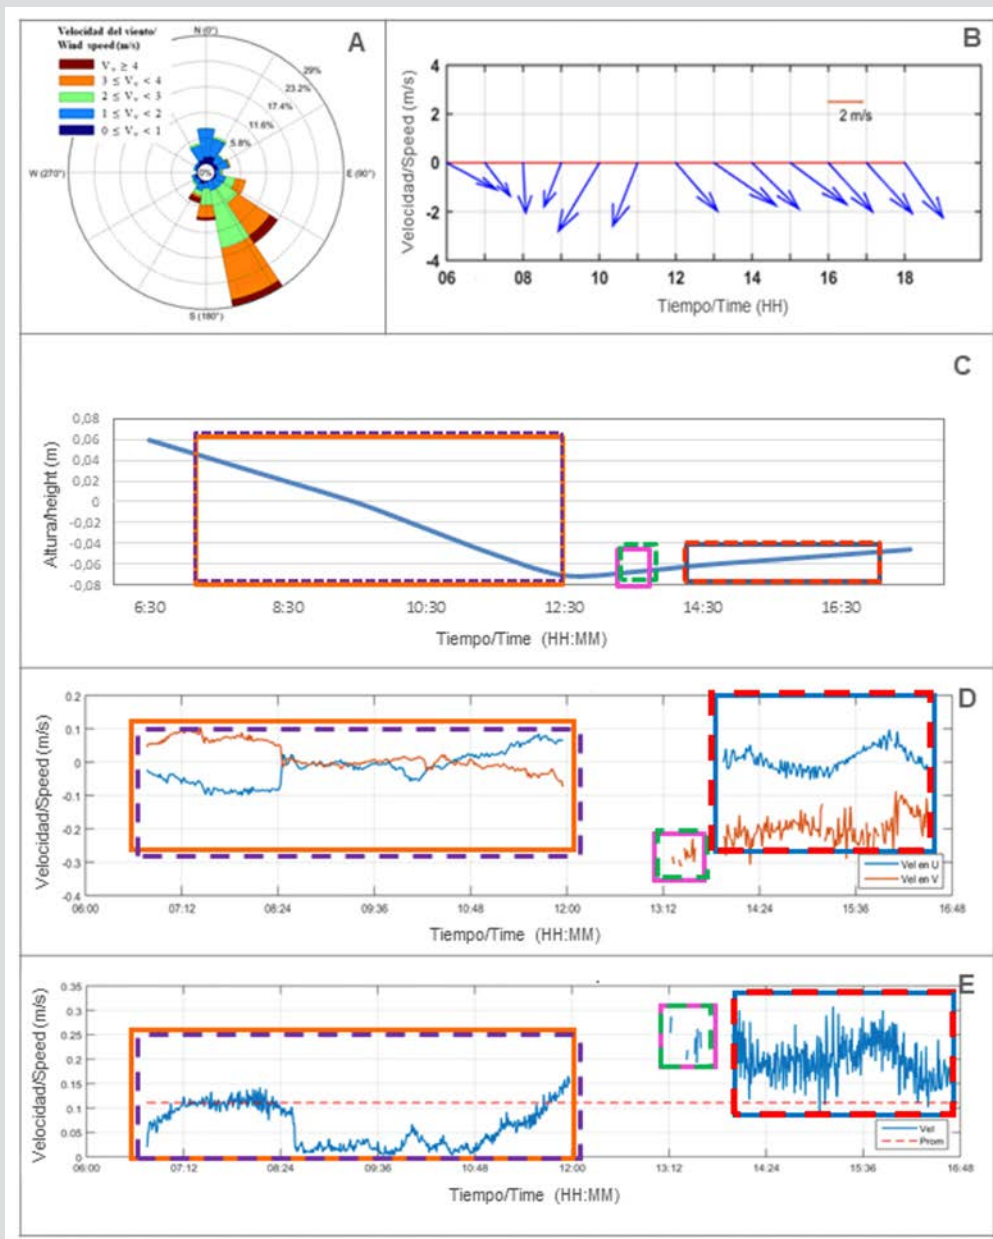 Velocidad del viento/
Wind speed (m/s)
V_v ≥ 4
3 ≤ V_v < 4
2 ≤ V_v < 3
1 ≤ V_v < 2
0 ≤ V_v < 1
A
N (0°)
29%
23.2%
17.4%
11.6%
5.8%
0%
W (270°)
E (90°)
S (180°)
B
Velocidad/Speed (m/s)
4
2
0
-2
-4
2 m/s
06 08 10 12 14 16 18
Tiempo/Time (HH)
C
Altura/height (m)
0,08
0,06
0,04
0,02
0
-0,02
-0,04
-0,06
-0,08
6:30 8:30 10:30 12:30 14:30 16:30
Tiempo/Time (HH:MM)
D
Velocidad/Speed (m/s)
0.2
0.1
0
-0.1
-0.2
-0.3
-0.4
Vel en U
Vel en V
06:00 07:12 08:24 09:36 10:48 12:00 13:12 14:24 15:36 16:48
Tiempo/Time (HH:MM)
E
Velocidad/Speed (m/s)
0.35
0.3
0.25
0.2
0.15
0.1
0.05
0
Vel
Prom
06:00 07:12 08:24 09:36 10:48 12:00 13:12 14:24 15:36 16:48
Tiempo/Time (HH:MM)